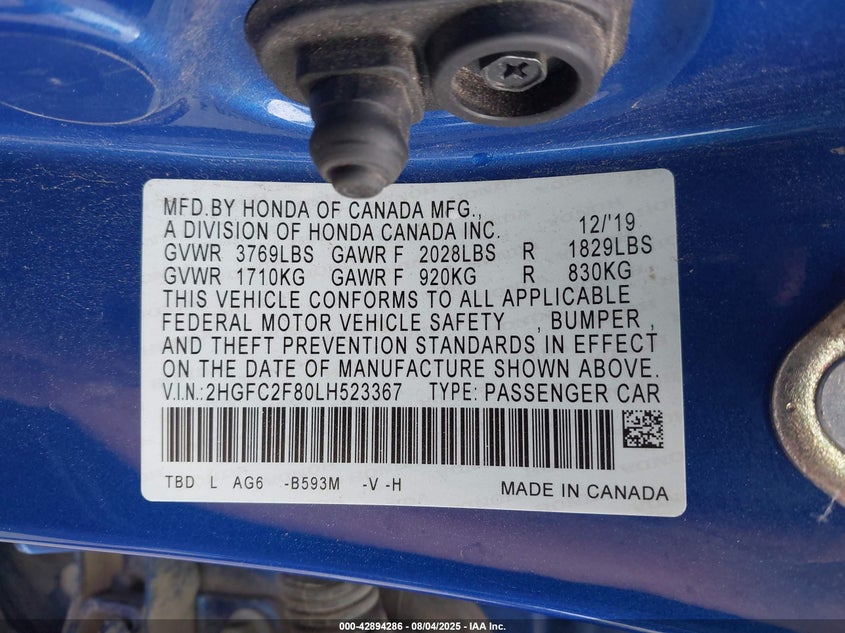 MFD.BY HONDA OF CANADA MFG.,
A DIVISION OF HONDA CANADA INC. 12/'19
GVWR 3769LBS GAWR F 2028LBS R 1829LBS
GVWR 1710KG GAWR F 920KG R 830KG
THIS VEHICLE CONFORMS TO ALL APPLICABLE
FEDERAL MOTOR VEHICLE SAFETY , BUMPER ,
AND THEFT PREVENTION STANDARDS IN EFFECT
ON THE DATE OF MANUFACTURE SHOWN ABOVE.
V.I.N.: 2HGFC2F80LH523367 TYPE: PASSENGER CAR
TBD L AG6 -B593M -V -H MADE IN CANADA
000-42894286 - 08/04/2025 - IAA Inc.